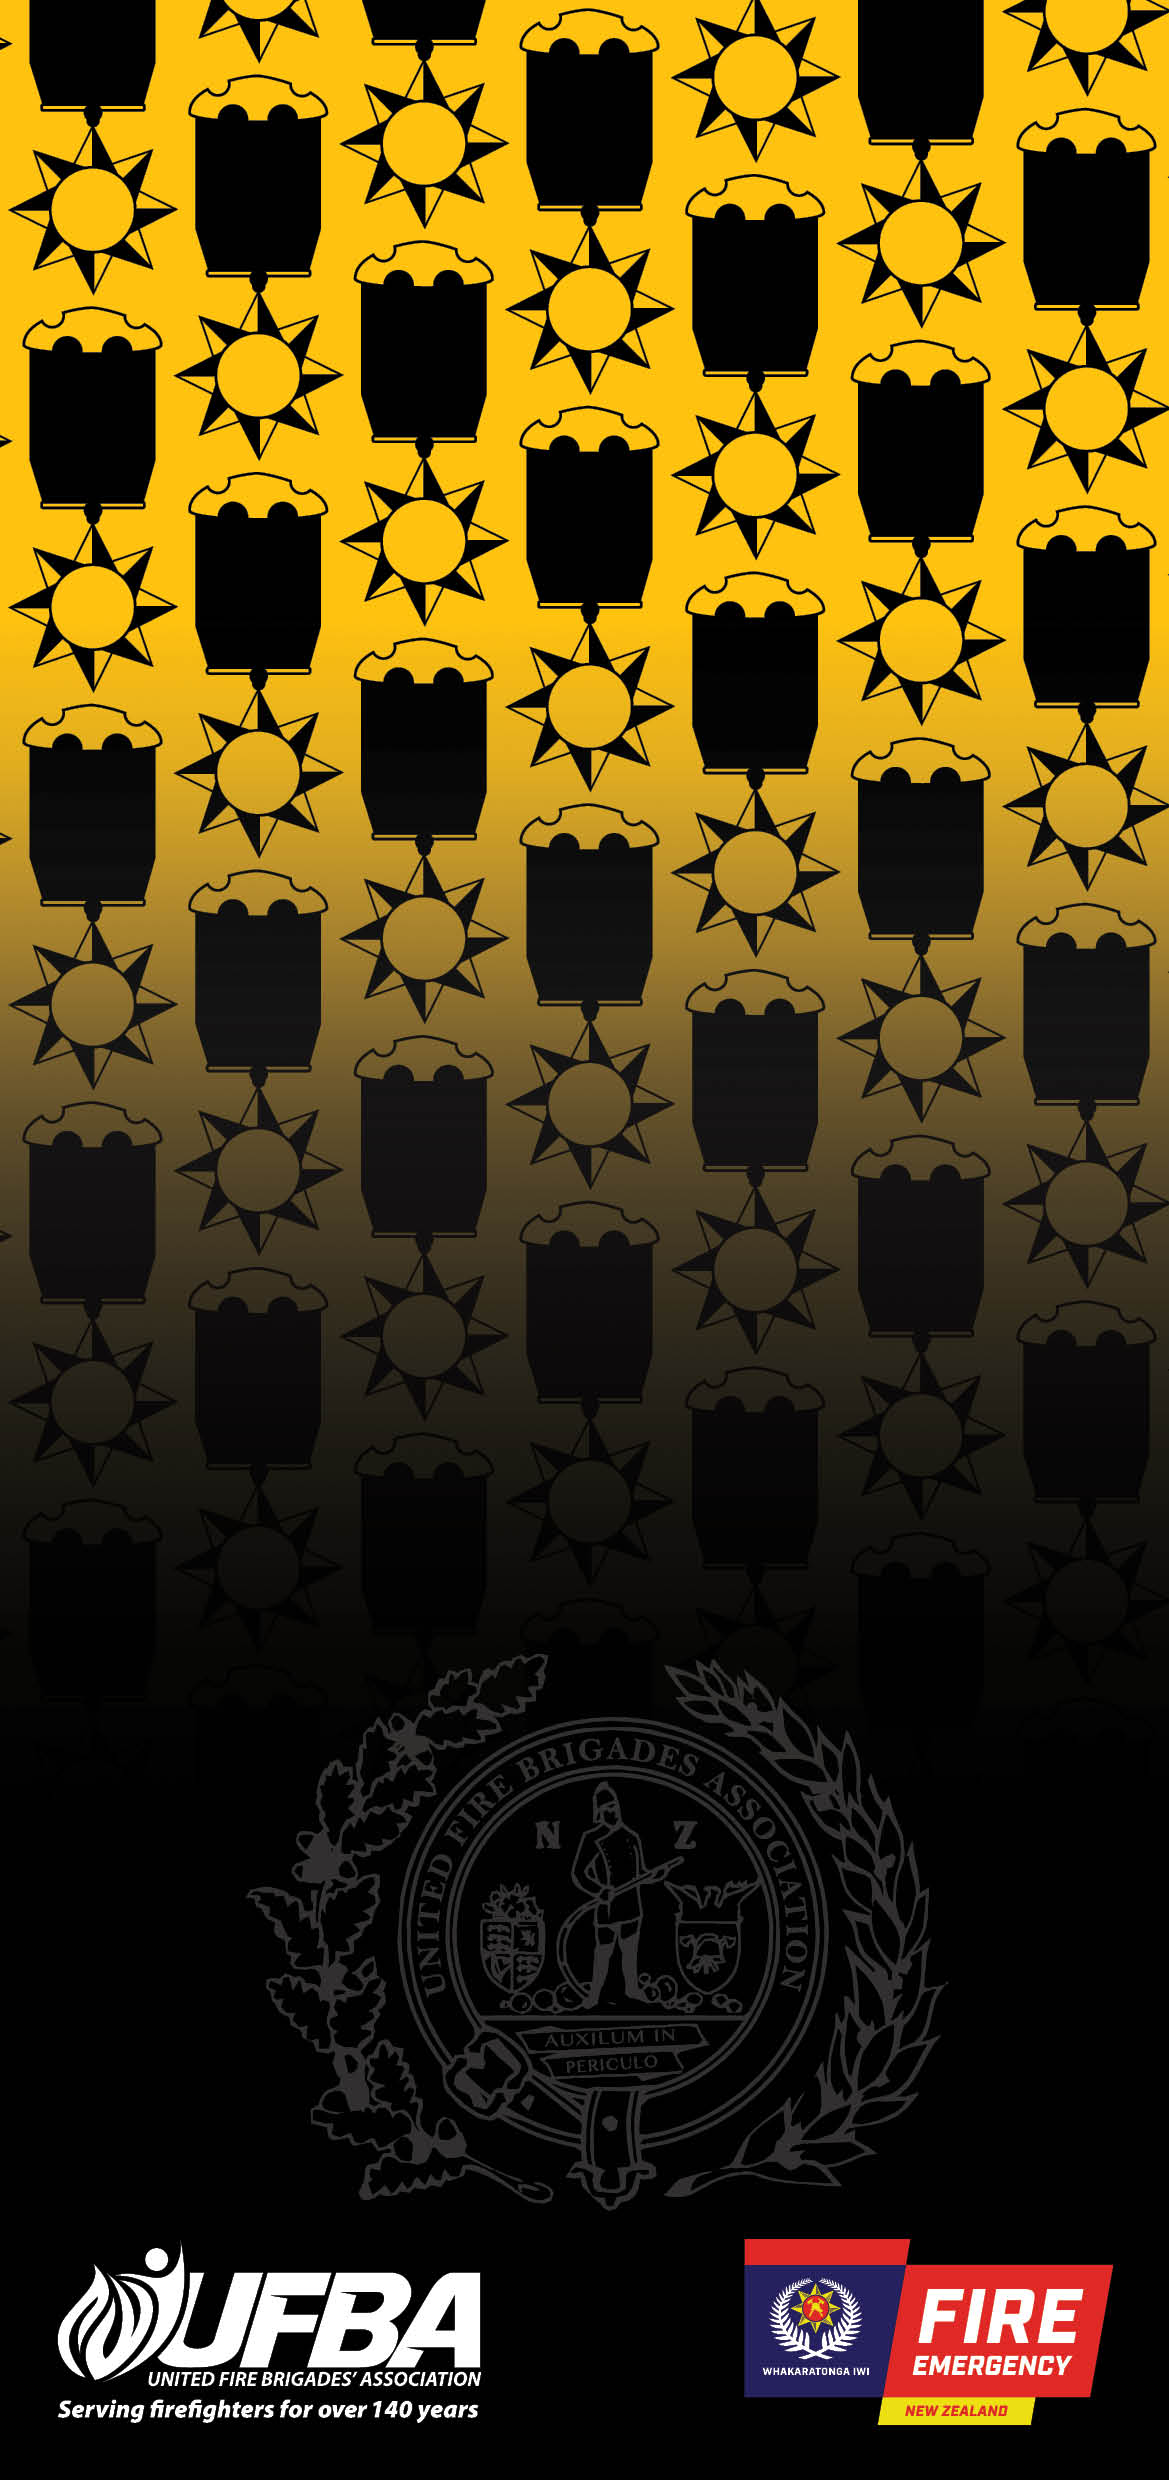 UNITED FIRE BRIGADES ASSOCIATION
N Z
AUXILUM IN
PERICULO
UFBA
UNITED FIRE BRIGADES' ASSOCIATION
Serving firefighters for over 140 years
WHAKARATONGA IWI
FIRE
EMERGENCY
NEW ZEALAND